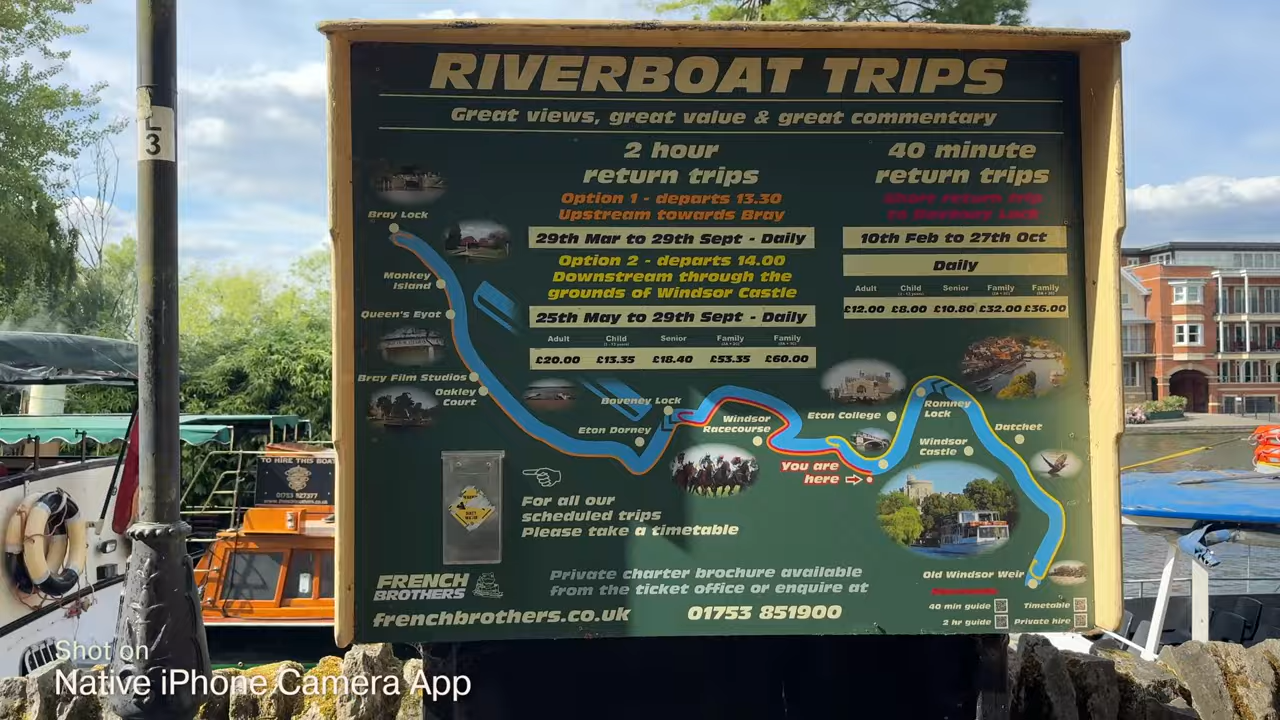 L
3
RIVERBOAT TRIPS
Great views, great value & great commentary
2 hour
return trips
Option 1 - departs 13.30
Upstream towards Bray
29th Mar to 29th Sept - Daily
Option 2 - departs 14.00
Downstream through the
grounds of Windsor Castle
25th May to 29th Sept - Daily
Adult Child Senior Family Family
£20.00 £13.35 £18.40 £53.35 £60.00
40 minute
return trips
Short return trip
to Boveney Lock
10th Feb to 27th Oct
Daily
Adult Child Senior Family Family
£12.00 £8.00 £10.80 £32.00 £36.00
Bray Lock
Monkey
Island
Queen's Eyot
Bray Film Studios
Oakley
Court
Boveney Lock
Eton Dorney
Windsor
Racecourse
Eton College
Romney
Lock
Windsor
Castle
Datchet
You are
here
Old Windsor Weir
For all our
scheduled trips
Please take a timetable
FRENCH
BROTHERS
Private charter brochure available
from the ticket office or enquire at
frenchbrothers.co.uk 01753 851900
40 min guide Timetable
2 hr guide Private hire
TO HIRE THIS BOAT
01753 827377
Shot on
Native iPhone Camera App